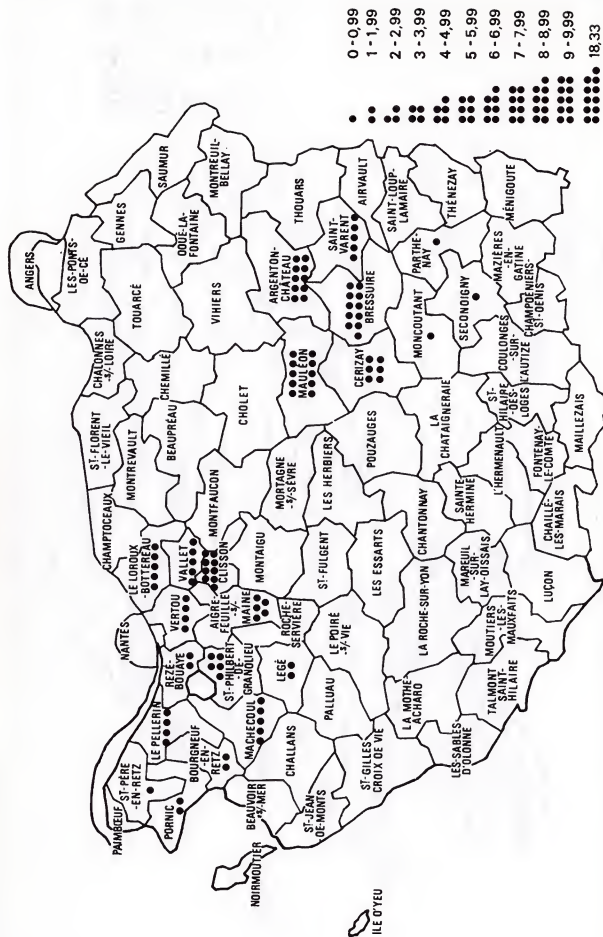 ANGERS
LES-PONTS-
DE-CÉ
GENNES
SAUMUR
MONTREUIL-
BELLAY
DOUÉ-LA-
FONTAINE
TOUARCÉ
VIHIERS
THOUARS
CHALONNES
-S/-LOIRE
CHEMILLÉ
ST-FLORENT
-LE-VIEIL
MONTREVAULT
BEAUPRÉAU
CHOLET
CHAMPTOCEAUX
MONTFAUCON
ARGENTON-
CHÂTEAU
SAINT-
VARENT
AIRVAULT
SAINT-LOUP-
LAMAIRE
THÉNEZAY
MÉNIGOUTE
BRESSUIRE
PARTHE-
NAY
MAZIÈRES
-EN-
GATINE
CHAMPDENIERS-
ST-DENIS
SECONDIGNY
MONCOUTANT
COULONGES
-SUR-
L'AUTIZE
MAULÉON
CERIZAY
NANTES
LE LOROUX
-BOTTEREAU
VALLET
CLISSON
VERTOU
AIGRE-
FEUILLE
-S/-
MAINE
REZÉ-
BOUAYE
ST-PHILBERT
-DE-
GRANDLIEU
LEGÉ
ROCHE-
SERVIÈRE
MONTAIGU
MORTAGNE
-S/-SÈVRE
LES HERBIERS
POUZAUGES
LA
CHATAIGNERAIE
ST-
HILAIRE
-DES-
LOGES
ST-FULGENT
LES ESSARTS
CHANTONNAY
SAINTE-
HERMINE
L'HERMENAULT
FONTENAY-
LE-COMTE
MAILLEZAIS
CHAILLÉ-
LES-MARAIS
LUÇON
MAREUIL-
SUR-
LAY-DISSAIS
LE POIRÉ
-S/-VIE
LA ROCHE-SUR-YON
MOUTIERS
-LES-
MAUXFAITS
TALMONT
SAINT-
HILAIRE
LA MOTHE-
ACHARD
LES-SABLES
D'OLONNE
PALLUAU
ST-GILLES
CROIX DE VIE
CHALLANS
ST-JEAN
DE-MONTS
BEAUVOIR
-S/-MER
MACHECOUL
BOURGNEUF
-EN-
RETZ
LE PELLERIN
PAIMBŒUF
ST-PÈRE
-EN-RETZ
PORNIC
NOIRMOUTIER
ILE D'YEU
0-0,99
1-1,99
2-2,99
3-3,99
4-4,99
5-5,99
6-6,99
7-7,99
8-8,99
9-9,99
18,33